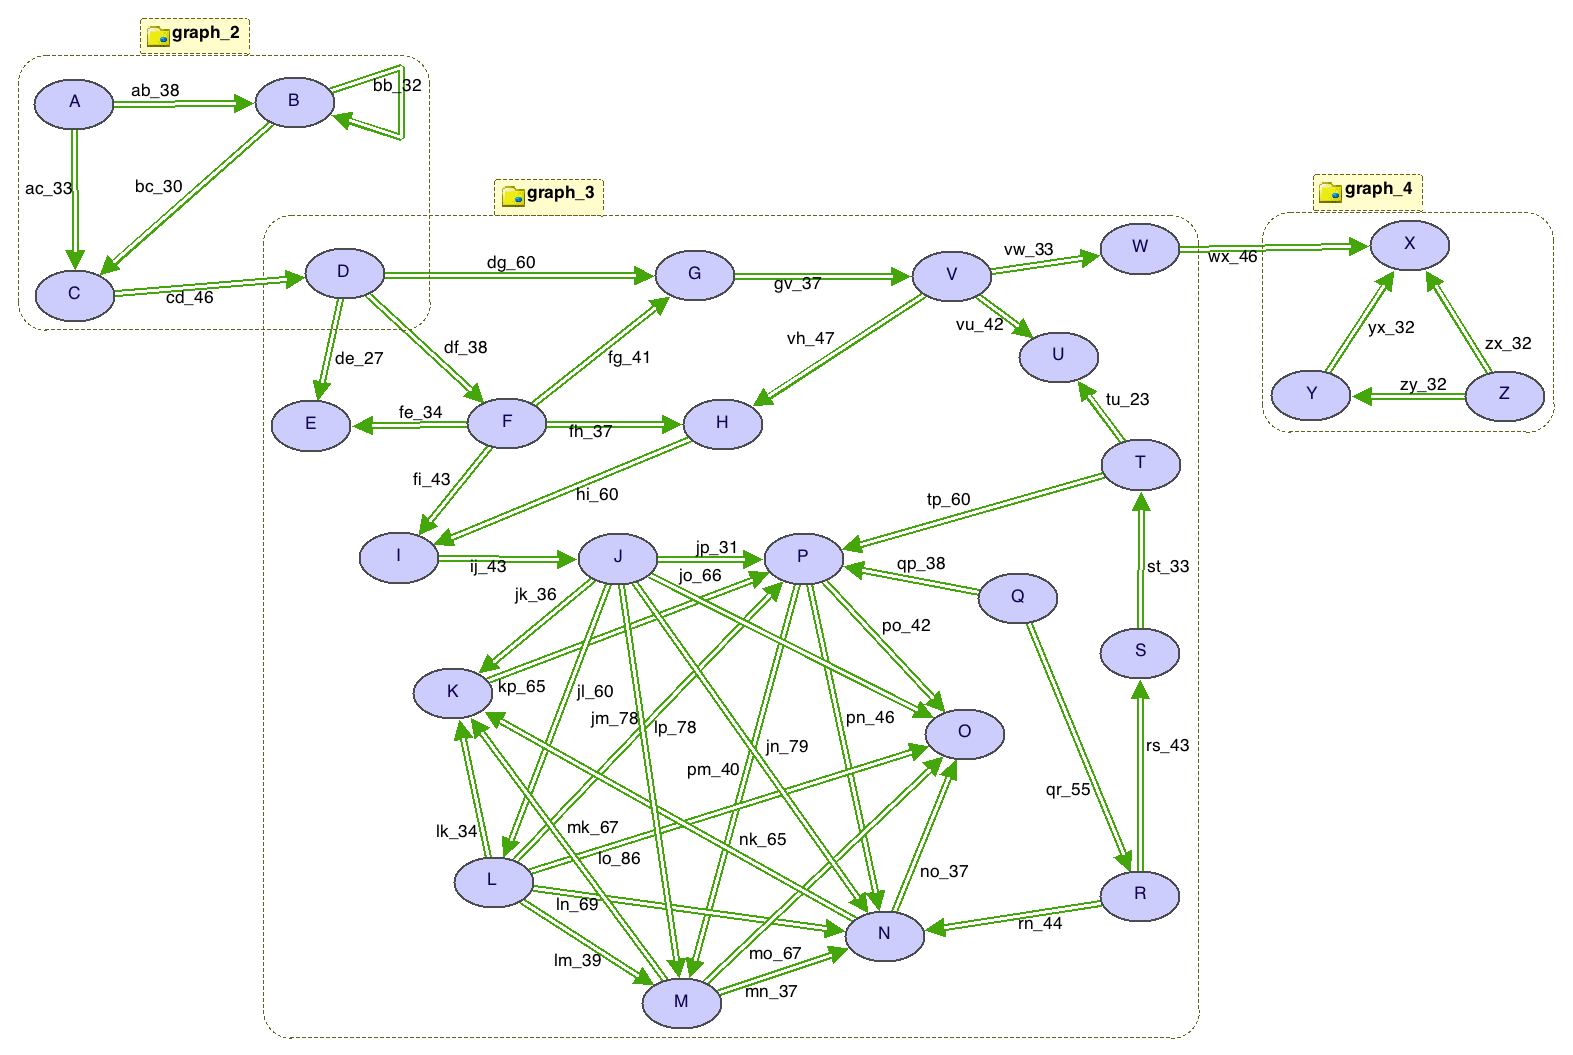 graph_2
A
ab_38
B
bb_32
ac_33
bc_30
C
cd_46
graph_3
graph_4
D
dg_60
G
gv_37
V
vw_33
W
wx_46
X
de_27
df_38
fg_41
vh_47
vu_42
U
yx_32
zx_32
E
fe_34
F
fh_37
H
tu_23
Y
zy_32
Z
fi_43
hi_60
T
tp_60
I
ij_43
J
jp_31
P
qp_38
Q
st_33
jk_36
jo_66
po_42
S
K
kp_65
jl_60
jm_78
lp_78
jn_79
pn_46
O
rs_43
pm_40
qr_55
lk_34
mk_67
lo_86
nk_65
no_37
L
ln_69
R
rn_44
lm_39
mo_67
N
mn_37
M